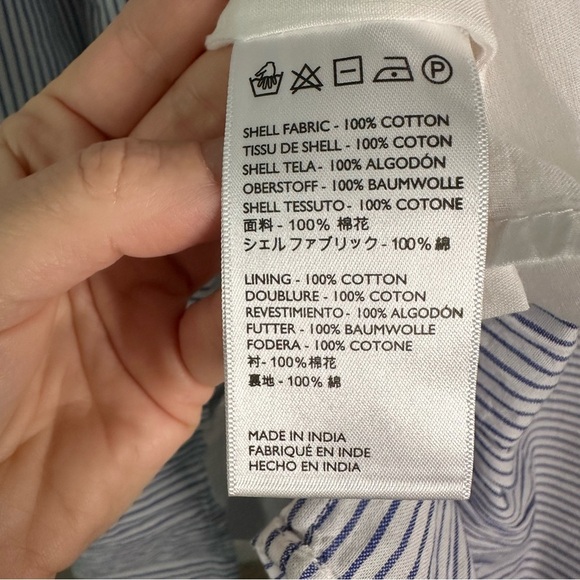 P
SHELL FABRIC - 100% COTTON
TISSU DE SHELL - 100% COTON
SHELL TELA - 100% ALGODÓN
OBERSTOFF - 100% BAUMWOLLE
SHELL TESSUTO - 100% COTONE
面料 - 100% 棉花
シェルファブリック - 100% 綿
LINING - 100% COTTON
DOUBLURE - 100% COTON
REVESTIMIENTO - 100% ALGODÓN
FUTTER - 100% BAUMWOLLE
FODERA - 100% COTONE
衬 - 100% 棉花
裏地 - 100% 綿
MADE IN INDIA
FABRIQUÉ EN INDE
HECHO EN INDIA